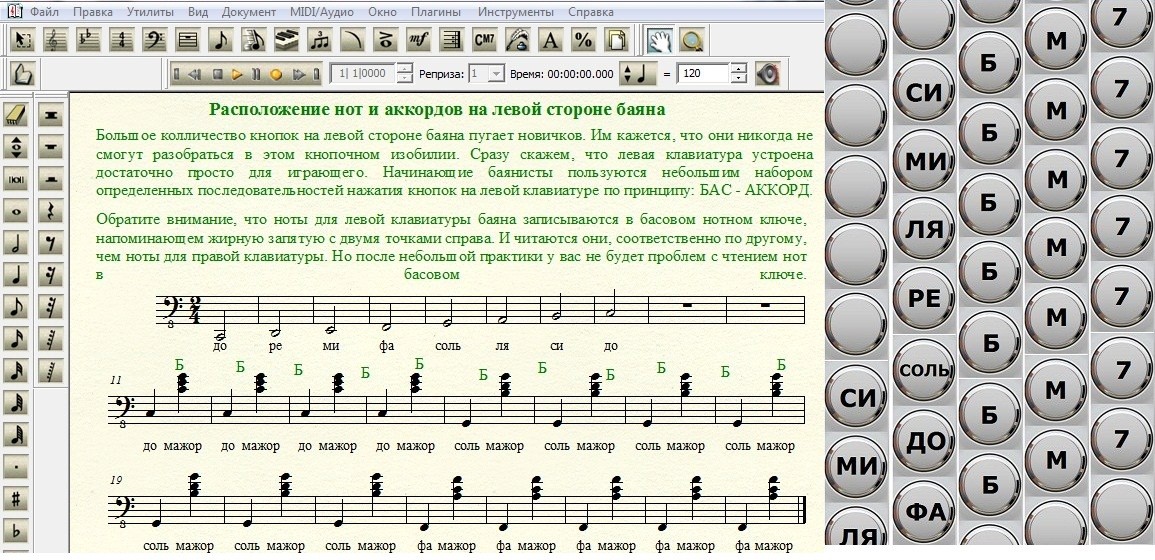 Файл Правка Утилиты Вид Документ MIDI/Аудио Окно Плагины Инструменты Справка
mf CM7 A %
1| 1|0000 Реприза: 1 Время: 00:00:00.000 = 120
Расположение нот и аккордов на левой стороне баяна
Большое колличество кнопок на левой стороне баяна пугает новичков. Им кажется, что они никогда не
смогут разобраться в этом кнопочном изобилии. Сразу скажем, что левая клавиатура устроена
достаточно просто для играющего. Начинающие баянисты пользуются небольшим набором
определенных последовательностей нажатия кнопок на левой клавиатуре по принципу: БАС - АККОРД.
Обратите внимание, что ноты для левой клавиатуры баяна записываются в басовом нотном ключе,
напоминающем жирную запятую с двумя точками справа. И читаются они, соответственно по другому,
чем ноты для правой клавиатуры. Но после небольшой практики у вас не будет проблем с чтением нот
в басовом ключе.
2
4
8
до ре ми фа соль ля си до
Б Б Б Б Б Б Б Б Б Б Б
11
8
до мажор до мажор до мажор до мажор соль мажор соль мажор соль мажор соль мажор
19
8
соль мажор соль мажор соль мажор фа мажор фа мажор фа мажор фа мажор
СИ
МИ
ЛЯ
СИ
МИ
ЛЯ
РЕ
СОЛЬ
ДО
ФА
Б
Б
Б
Б
Б
Б
Б
М
М
М
М
М
М
М
7
7
7
7
7
7
7